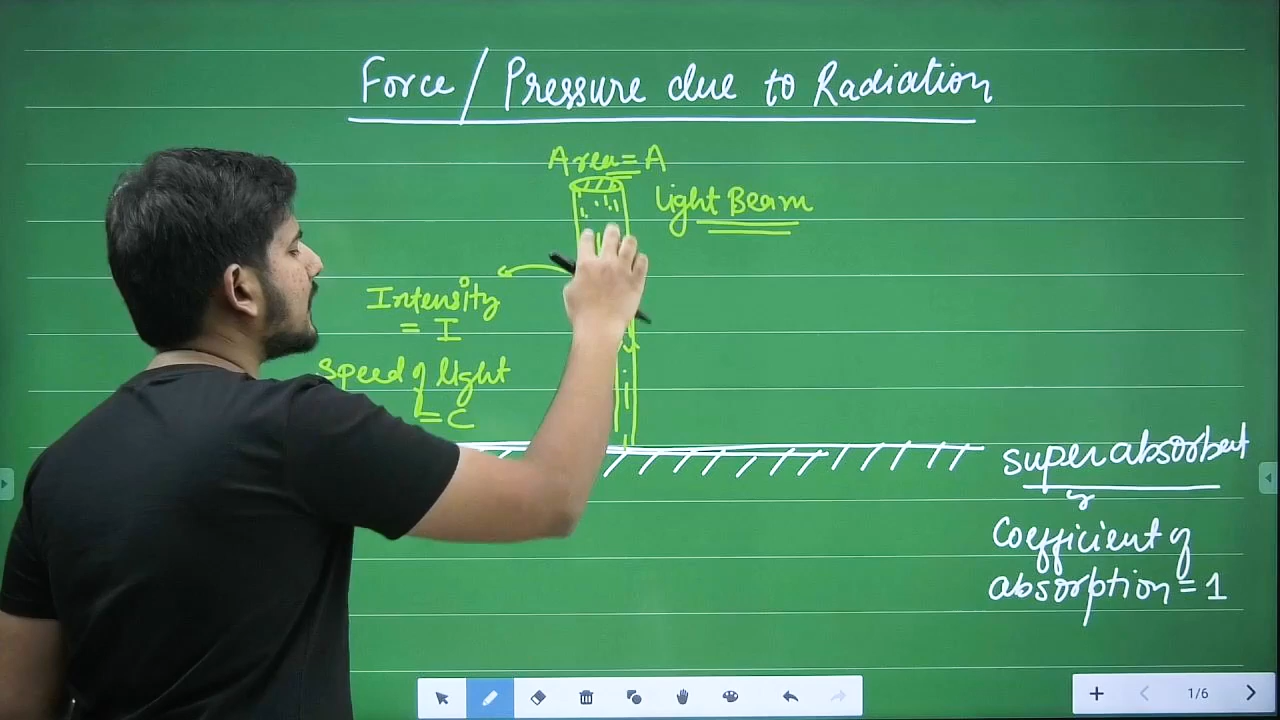 Force / Pressure due to Radiation
Area = A
Light Beam
Intensity
= I
Speed of light
= C
superabsorbent
Coefficient of
absorption = 1
1/6